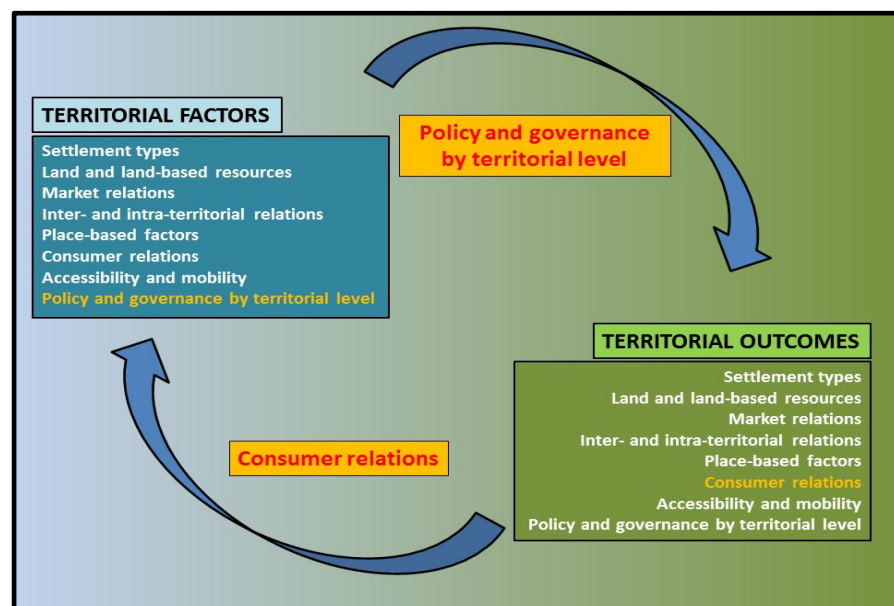 TERRITORIAL FACTORS
Settlement types
Land and land-based resources
Market relations
Inter- and intra-territorial relations
Place-based factors
Consumer relations
Accessibility and mobility
Policy and governance by territorial level
Policy and governance
by territorial level
TERRITORIAL OUTCOMES
Settlement types
Land and land-based resources
Market relations
Inter- and intra-territorial relations
Place-based factors
Consumer relations
Accessibility and mobility
Policy and governance by territorial level
Consumer relations